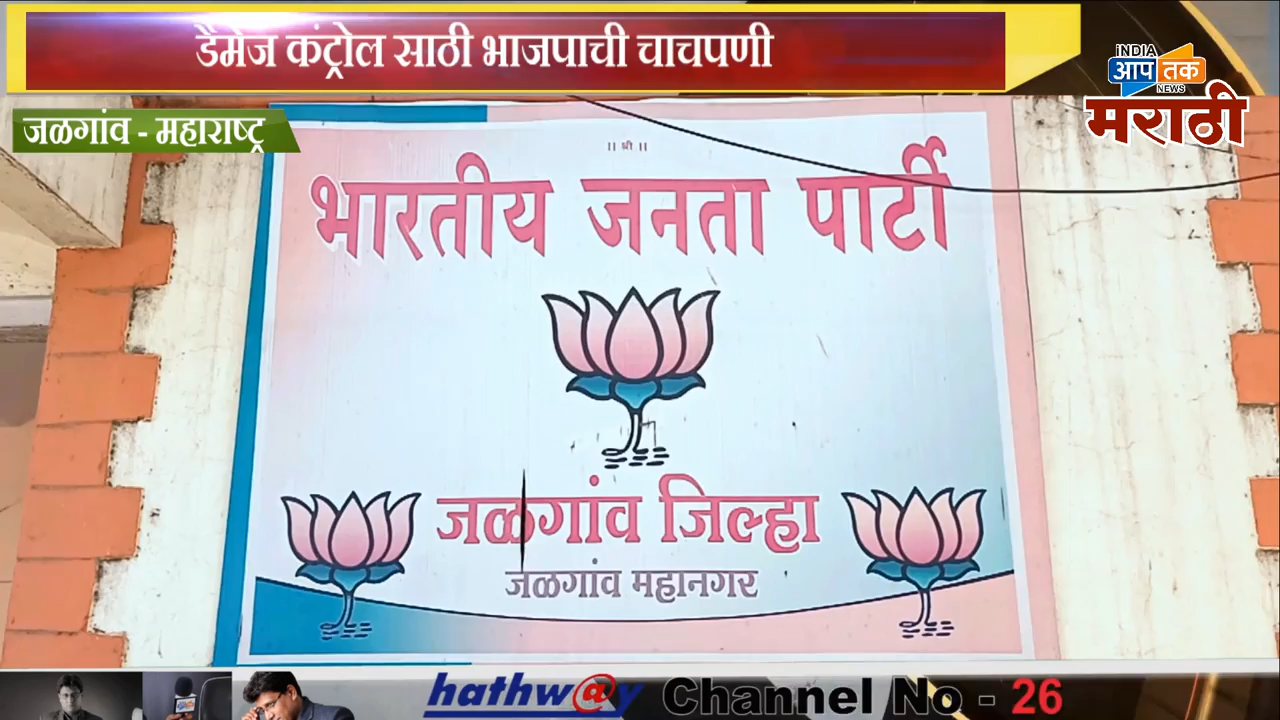 डॅमेज कंट्रोल साठी भाजपाची चाचपणी
INDIA
आप तक
NEWS
मराठी
जळगांव - महाराष्ट्र
|| श्री ||
भारतीय जनता पार्टी
जळगांव जिल्हा
जळगांव महानगर
hathw@y Channel No - 26